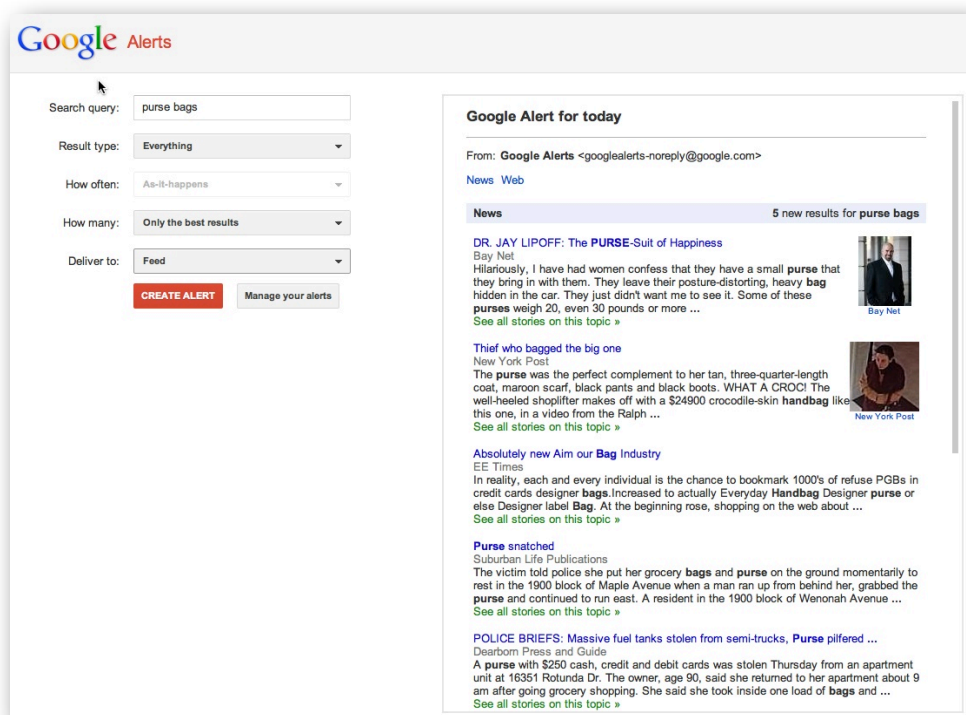 Google Alerts
Search query: purse bags
Result type: Everything
How often: As-it-happens
How many: Only the best results
Deliver to: Feed
CREATE ALERT Manage your alerts
Google Alert for today
From: Google Alerts <googlealerts-noreply@google.com>
News Web
News 5 new results for purse bags
DR. JAY LIPOFF: The PURSE-Suit of Happiness
Bay Net
Hilariously, I have had women confess that they have a small purse that
they bring in with them. They leave their posture-distorting, heavy bag
hidden in the car. They just didn't want me to see it. Some of these
purses weigh 20, even 30 pounds or more ...
See all stories on this topic »
Bay Net
Thief who bagged the big one
New York Post
The purse was the perfect complement to her tan, three-quarter-length
coat, maroon scarf, black pants and black boots. WHAT A CROC! The
well-heeled shoplifter makes off with a $24900 crocodile-skin handbag like
this one, in a video from the Ralph ...
See all stories on this topic »
New York Post
Absolutely new Aim our Bag Industry
EE Times
In reality, each and every individual is the chance to bookmark 1000's of refuse PGBs in
credit cards designer bags.Increased to actually Everyday Handbag Designer purse or
else Designer label Bag. At the beginning rose, shopping on the web about ...
See all stories on this topic »
Purse snatched
Suburban Life Publications
The victim told police she put her grocery bags and purse on the ground momentarily to
rest in the 1900 block of Maple Avenue when a man ran up from behind her, grabbed the
purse and continued to run east. A resident in the 1900 block of Wenonah Avenue ...
See all stories on this topic »
POLICE BRIEFS: Massive fuel tanks stolen from semi-trucks, Purse pilfered ...
Dearborn Press and Guide
A purse with $250 cash, credit and debit cards was stolen Thursday from an apartment
unit at 16351 Rotunda Dr. The owner, age 90, said she returned to her apartment about 9
am after going grocery shopping. She said she took inside one load of bags and ...
See all stories on this topic »